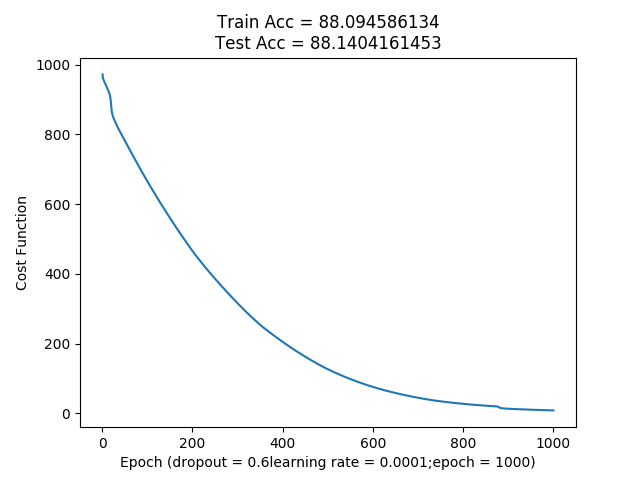 Train Acc = 88.094586134
Test Acc = 88.1404161453
1000
800
600
400
200
0
Cost Function
0 200 400 600 800 1000
Epoch (dropout = 0.6learning rate = 0.0001;epoch = 1000)